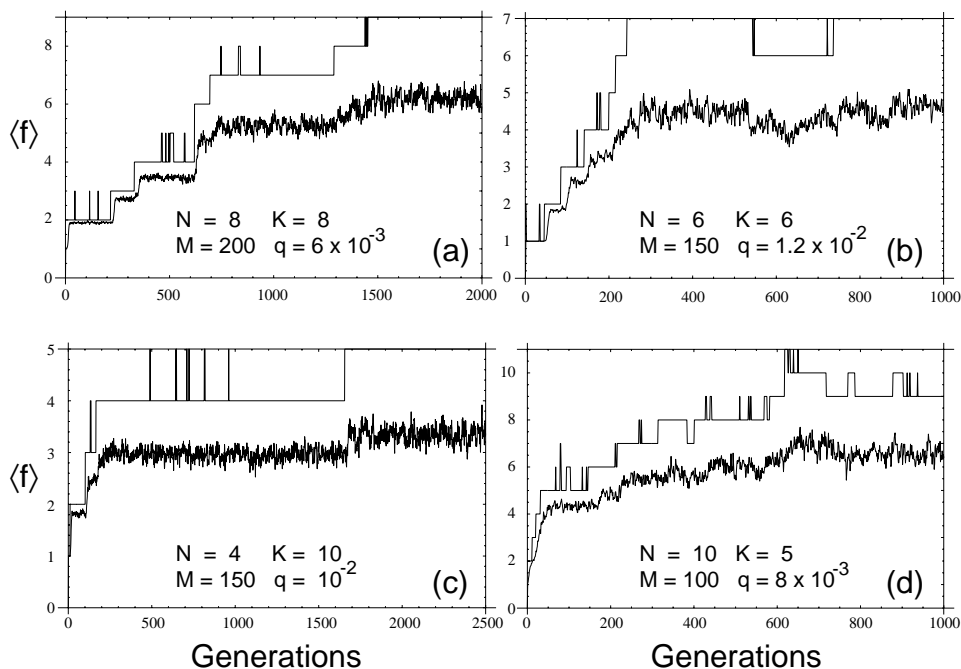 8
6
⟨f⟩
4
2
0
N = 8 K = 8
M = 200 q = 6 x 10⁻³
(a)
0 500 1000 1500 2000
7
6
5
4
3
2
1
N = 6 K = 6
M = 150 q = 1.2 x 10⁻²
(b)
0 200 400 600 800 1000
5
4
⟨f⟩
3
2
1
0
N = 4 K = 10
M = 150 q = 10⁻²
(c)
0 500 1000 1500 2000 2500
Generations
10
8
6
4
2
0
N = 10 K = 5
M = 100 q = 8 x 10⁻³
(d)
0 200 400 600 800 1000
Generations